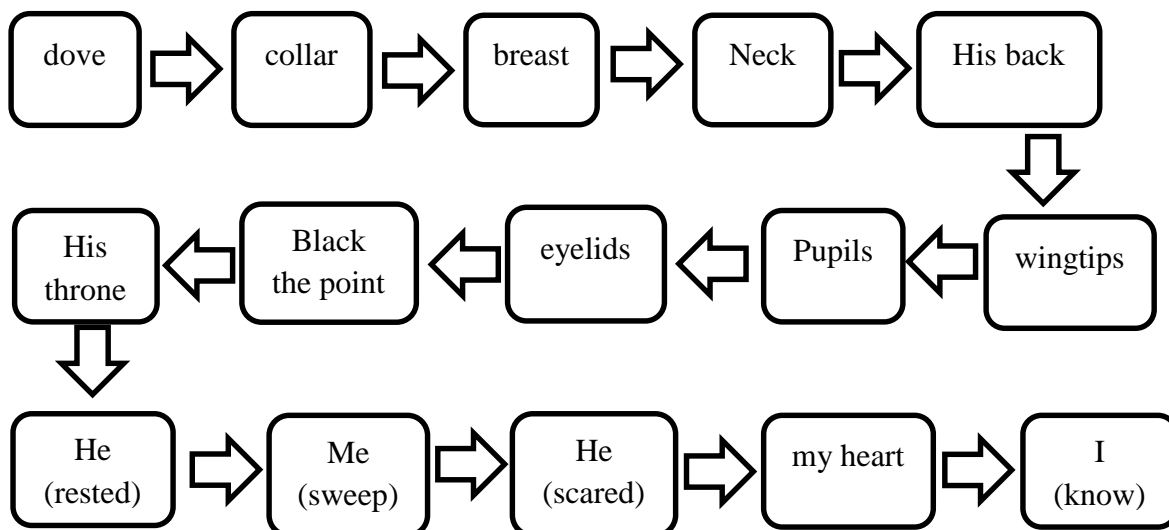 dove
collar
breast
Neck
His back
wingtips
Pupils
eyelids
Black
the point
His
throne
He
(rested)
Me
(sweep)
He
(scared)
my heart
I
(know)